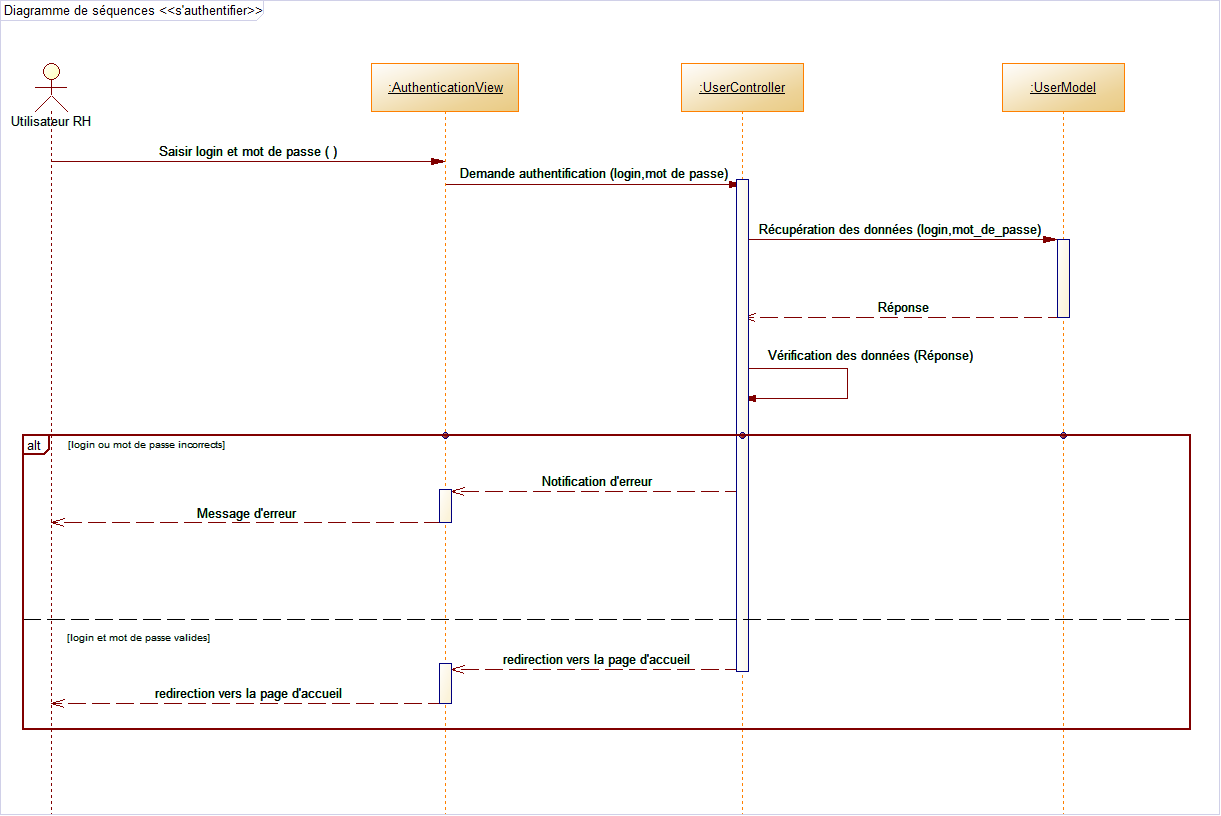 Diagramme de séquences <<s'authentifier>>
:AuthenticationView
:UserController
:UserModel
Utilisateur RH
Saisir login et mot de passe ( )
Demande authentification (login,mot de passe)
Récupération des données (login,mot_de_passe)
Réponse
Vérification des données (Réponse)
alt
[login ou mot de passe incorrects]
Notification d'erreur
Message d'erreur
[login et mot de passe valides]
redirection vers la page d'accueil
redirection vers la page d'accueil